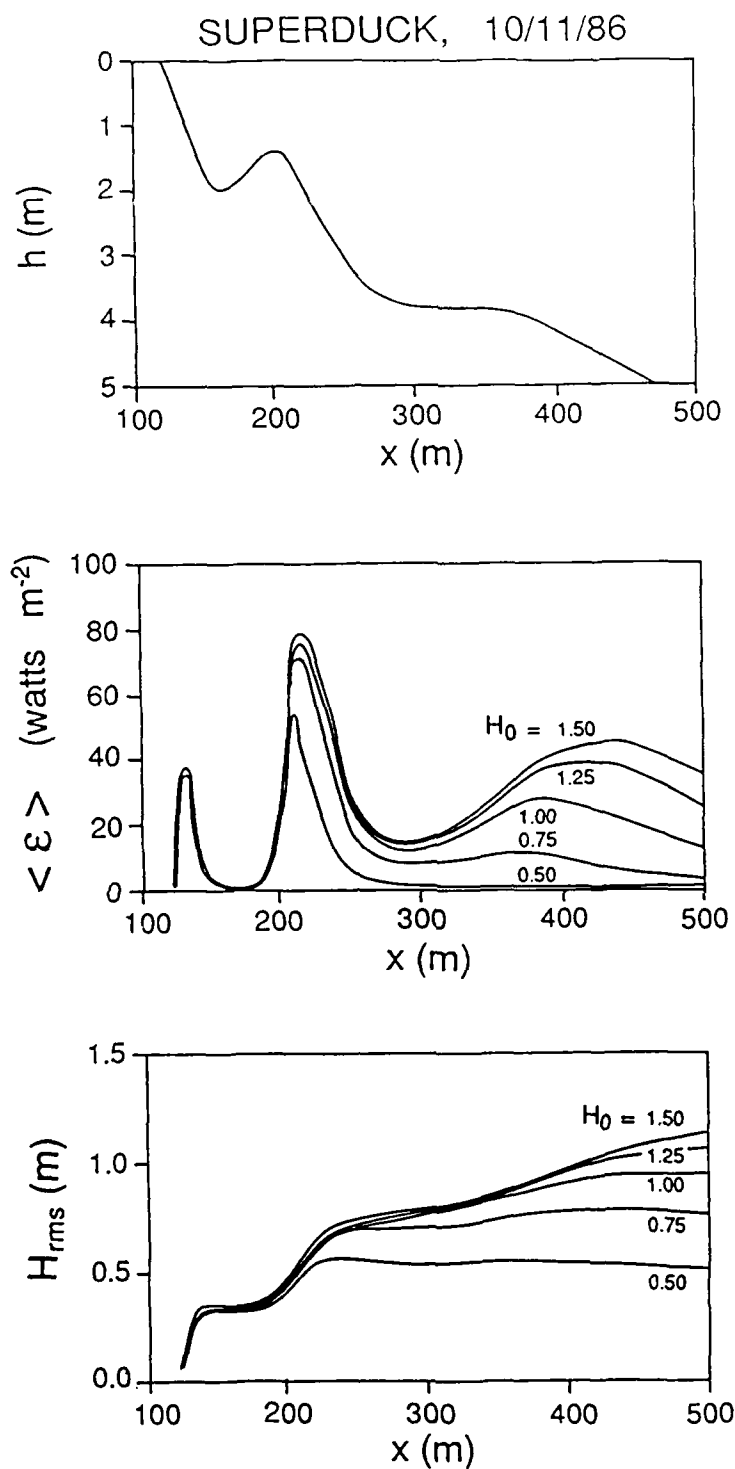 SUPERDUCK, 10/11/86
0
1
2
3
4
5
h (m)
100 200 300 400 500
x (m)
100
80
60
40
20
0
< ε > (watts m-2)
H0 = 1.50
1.25
1.00
0.75
0.50
100 200 300 400 500
x (m)
1.5
1.0
0.5
0.0
Hrms (m)
H0 = 1.50
1.25
1.00
0.75
0.50
100 200 300 400 500
x (m)